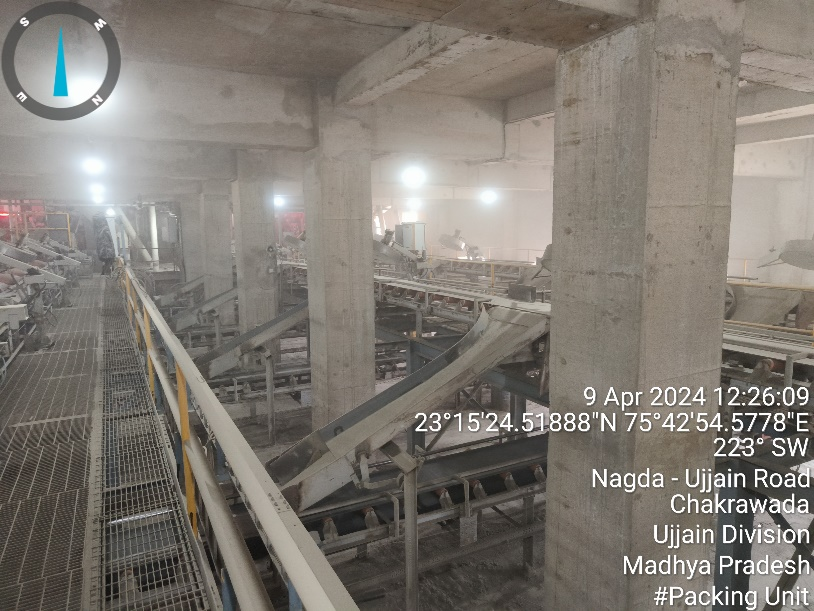 S
W
E
N
9 Apr 2024 12:26:09
23°15'24.51888"N 75°42'54.5778"E
223° SW
Nagda - Ujjain Road
Chakrawada
Ujjain Division
Madhya Pradesh
#Packing Unit